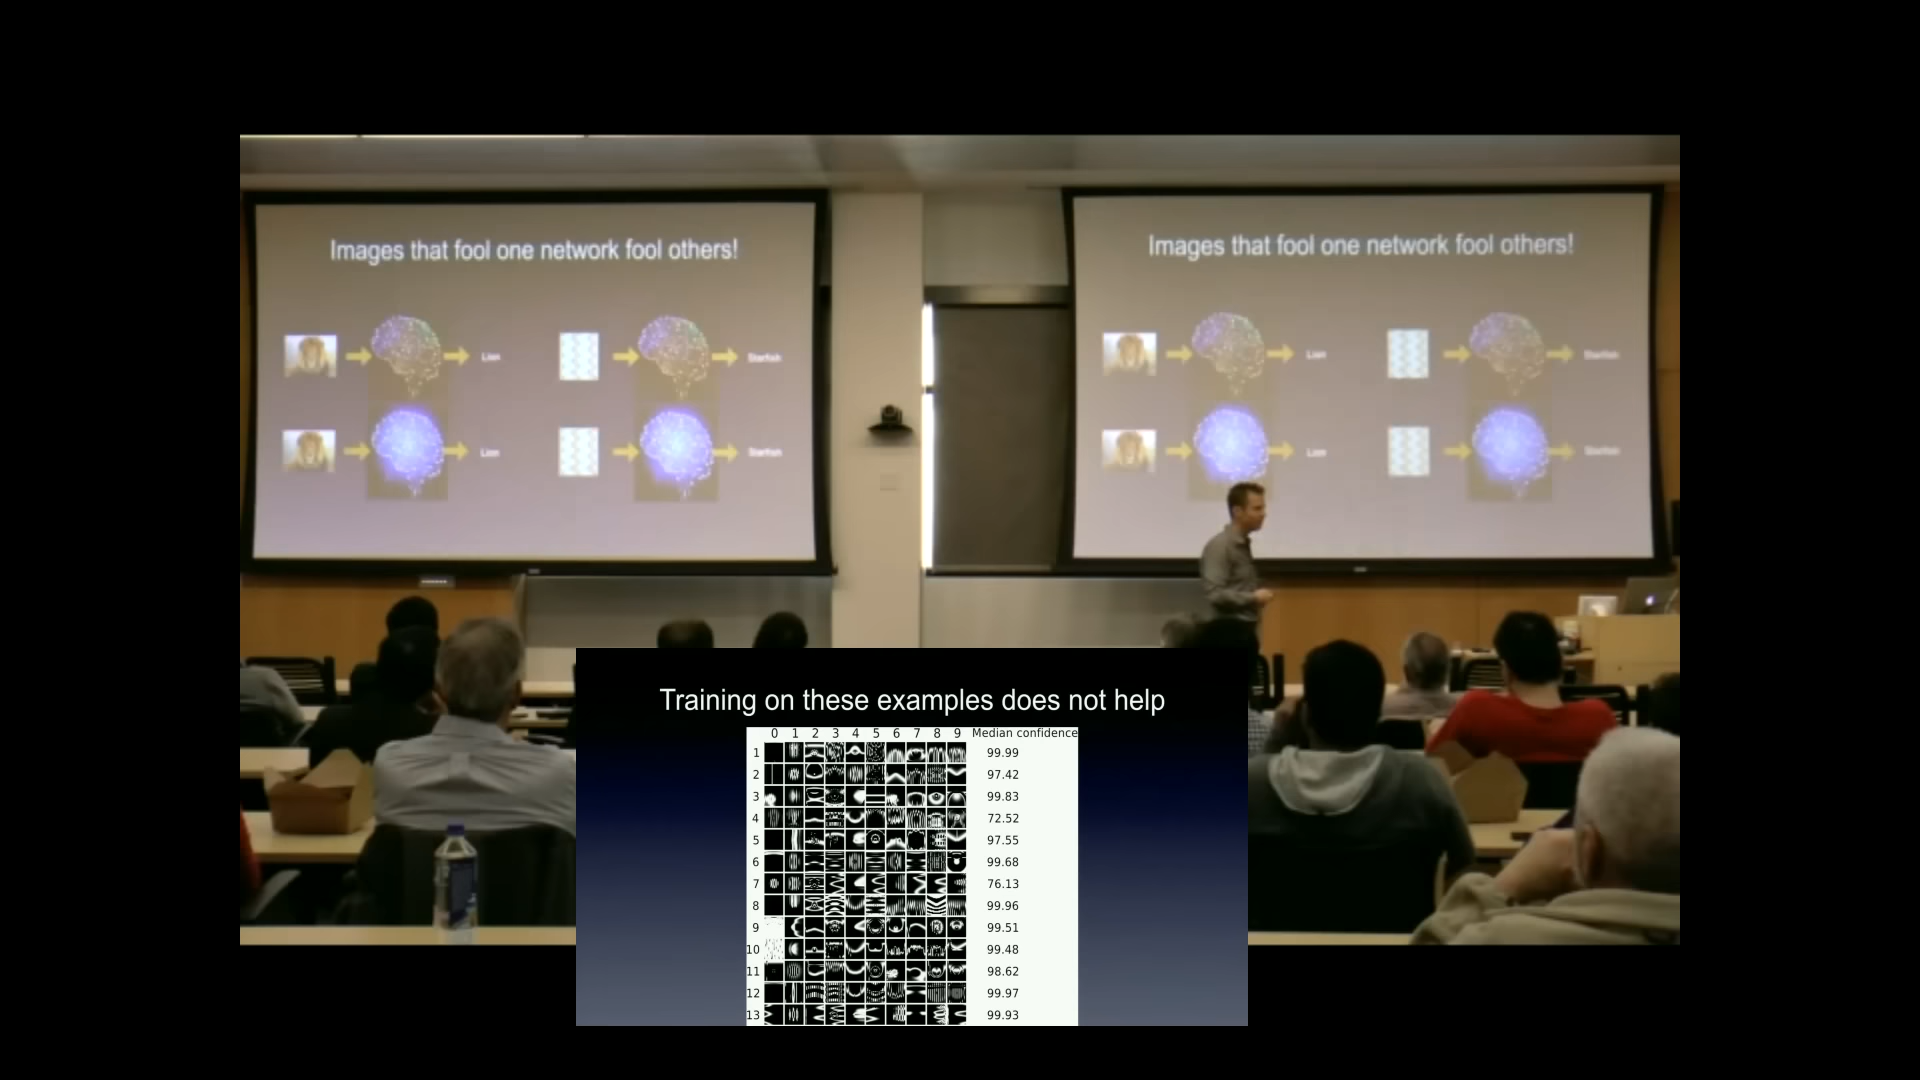 Images that fool one network fool others!
Lion
Starfish
Lion
Starfish
Images that fool one network fool others!
Lion
Starfish
Lion
Starfish
Training on these examples does not help
0 1 2 3 4 5 6 7 8 9 Median confidence
1 99.99
2 97.42
3 99.83
4 72.52
5 97.55
6 99.68
7 76.13
8 99.96
9 99.51
10 99.48
11 98.62
12 99.97
13 99.93